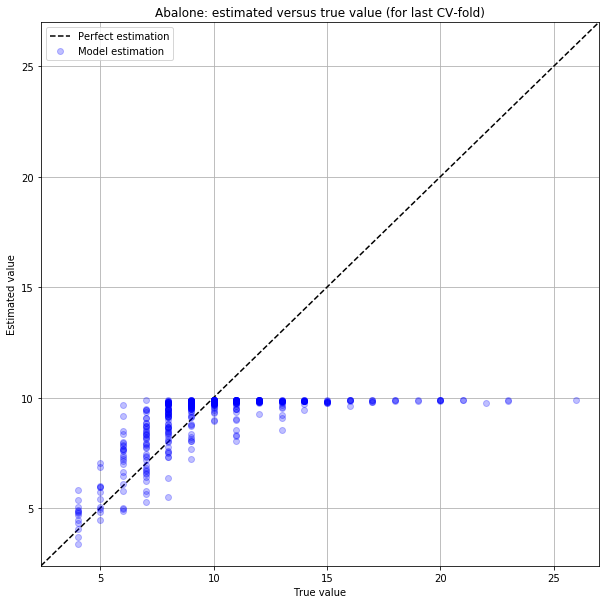 Abalone: estimated versus true value (for last CV-fold)
Perfect estimation
Model estimation
25
20
15
10
5
Estimated value
5 10 15 20 25
True value